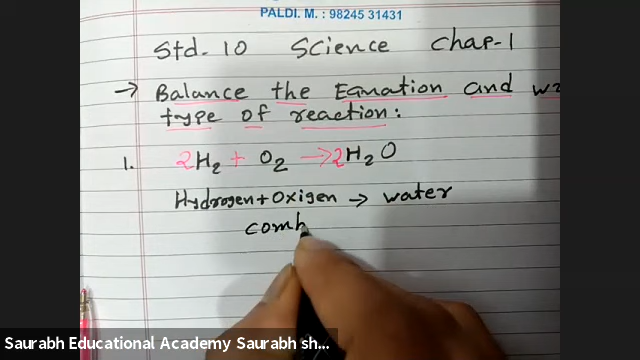 PALDI. M. : 98245 31431
Std-10 Science Chap-1
→ Balance the Eqnation and
type of reaction:
1. 2H₂ + O₂ → 2H₂O
Hydrogen + Oxigen → water
comb
Saurabh Educational Academy Saurabh sh...